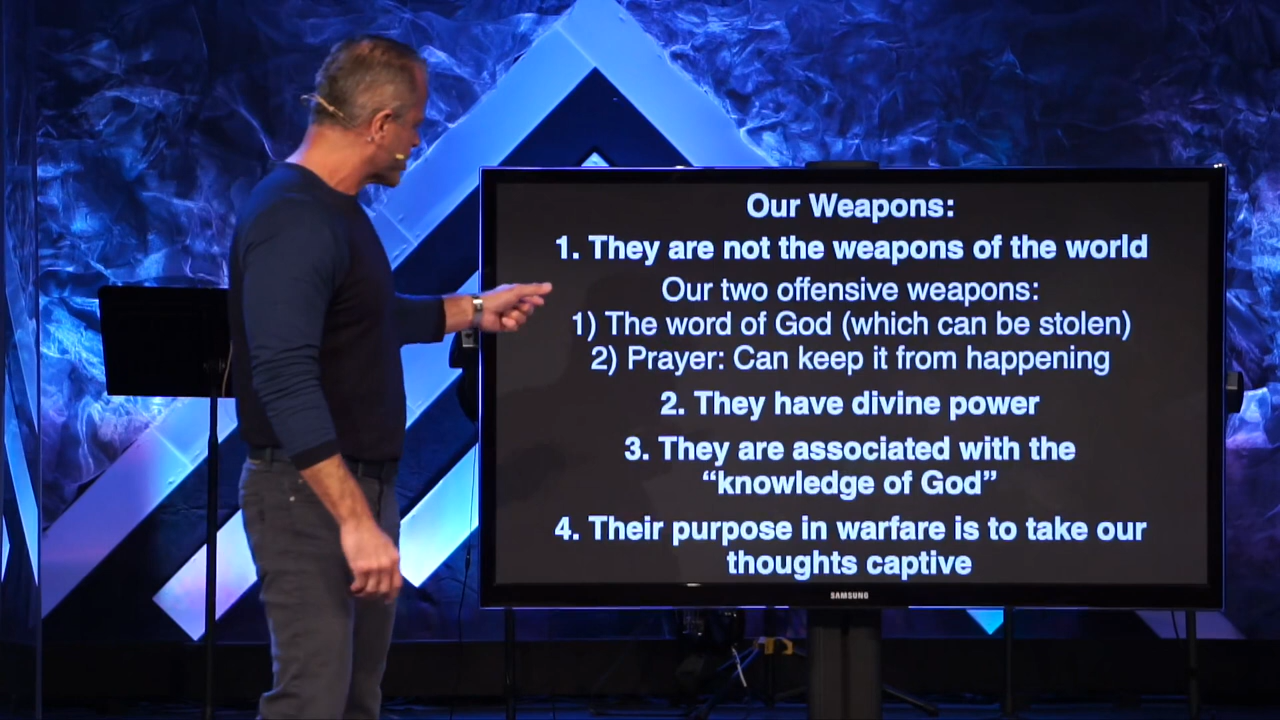 Our Weapons:
1. They are not the weapons of the world
Our two offensive weapons:
1) The word of God (which can be stolen)
2) Prayer: Can keep it from happening
2. They have divine power
3. They are associated with the
“knowledge of God”
4. Their purpose in warfare is to take our
thoughts captive
SAMSUNG